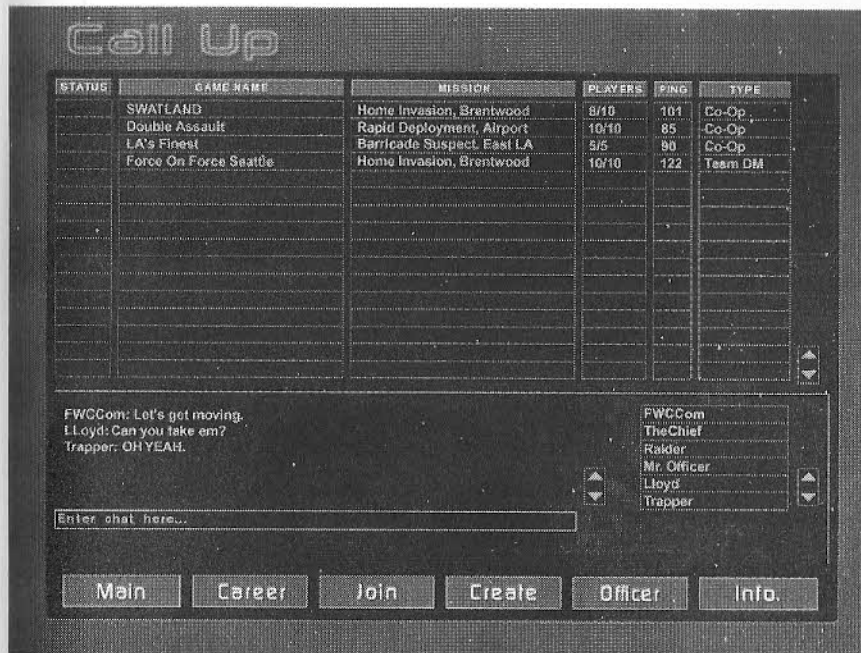 Call Up
STATUS GAME NAME MISSION PLAYERS PING TYPE
SWATLAND Home Invasion, Brentwood 8/10 101 Co-Op
Double Assault Rapid Deployment, Airport 10/10 85 Co-Op
LA's Finest Barricade Suspect, East LA 5/5 90 Co-Op
Force On Force Seattle Home Invasion, Brentwood 10/10 122 Team DM
FWCCom: Let's get moving.
LLoyd: Can you take em?
Trapper: OH YEAH.
FWCCom
TheChief
Raider
Mr. Officer
Lloyd
Trapper
Enter chat here...
Main Career Join Create Officer Info.